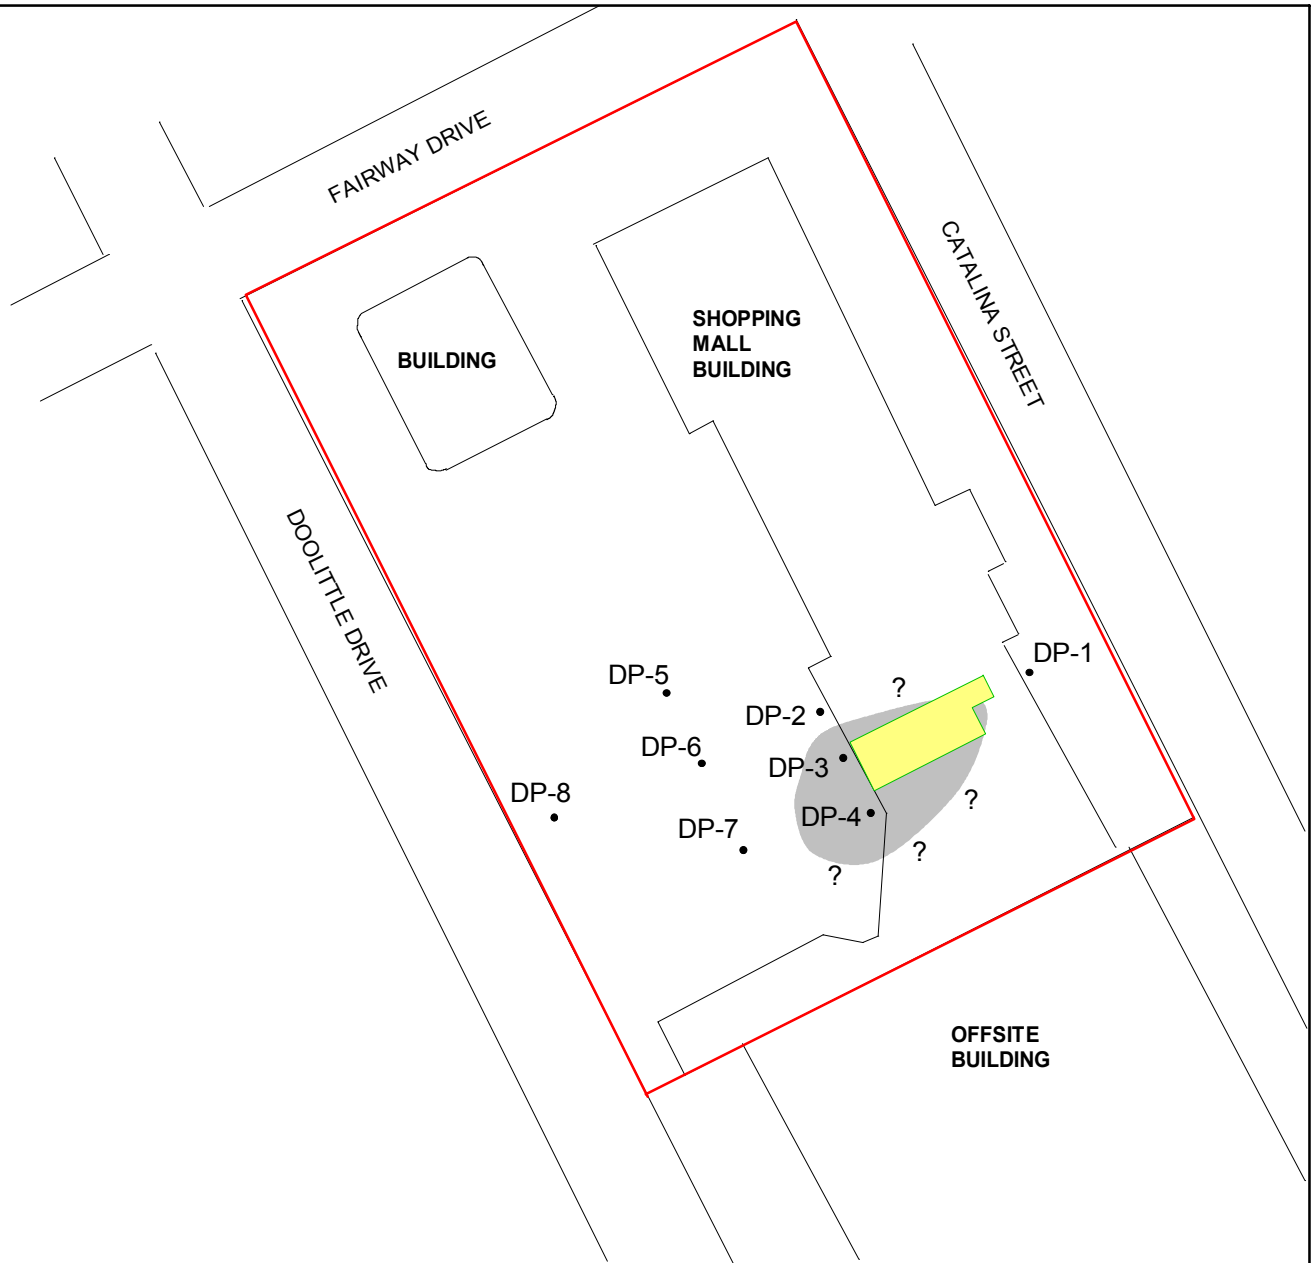 FAIRWAY DRIVE
CATALINA STREET
SHOPPING
MALL
BUILDING
BUILDING
DOOLITTLE DRIVE
DP-1
DP-5
?
DP-2
DP-6
DP-3
DP-8
?
DP-4
DP-7
?
?
OFFSITE
BUILDING